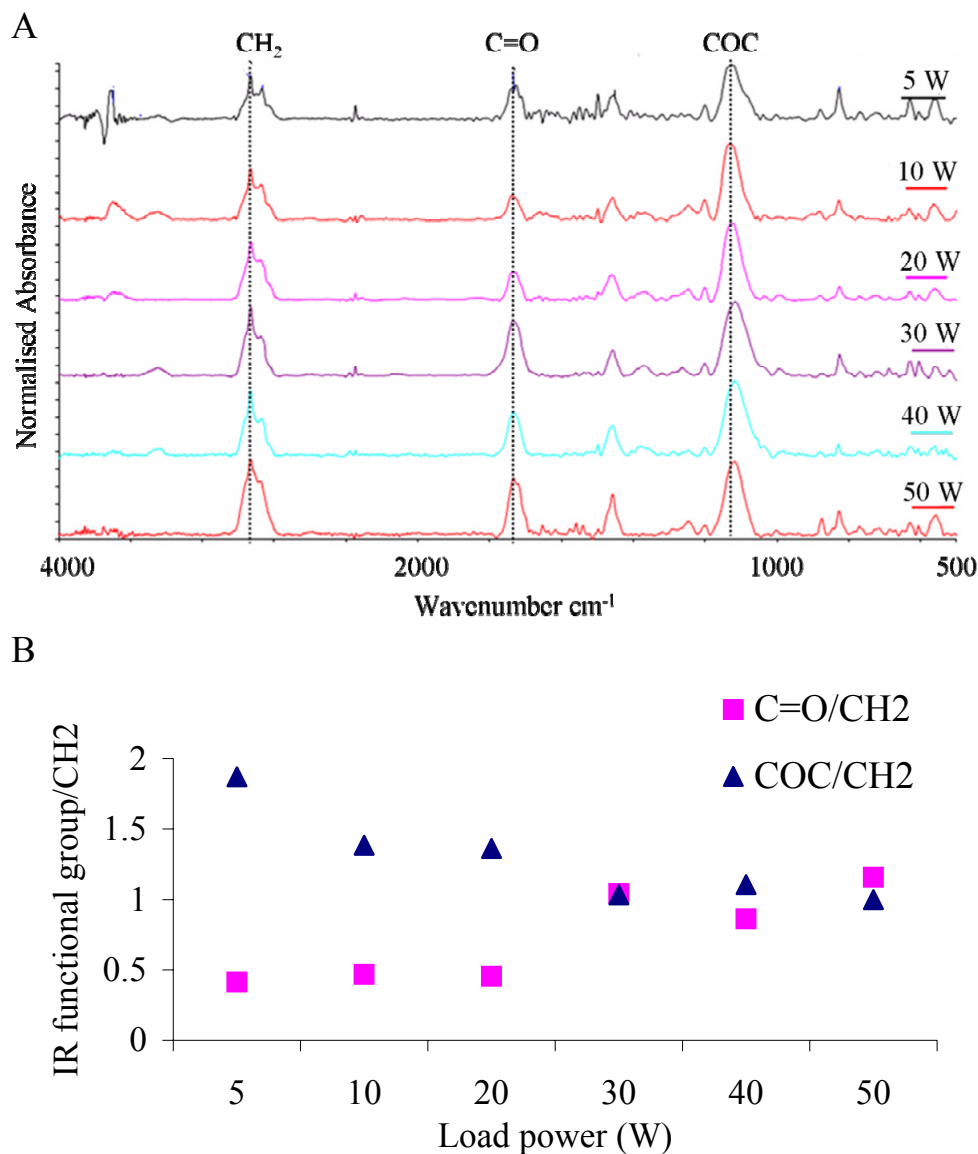 A
CH₂ C=O COC
5 W
10 W
20 W
30 W
40 W
50 W
Normalised Absorbance
4000 2000 1000 500
Wavenumber cm⁻¹
B
C=O/CH2
COC/CH2
IR functional group/CH2
2
1.5
1
0.5
0
5 10 20 30 40 50
Load power (W)